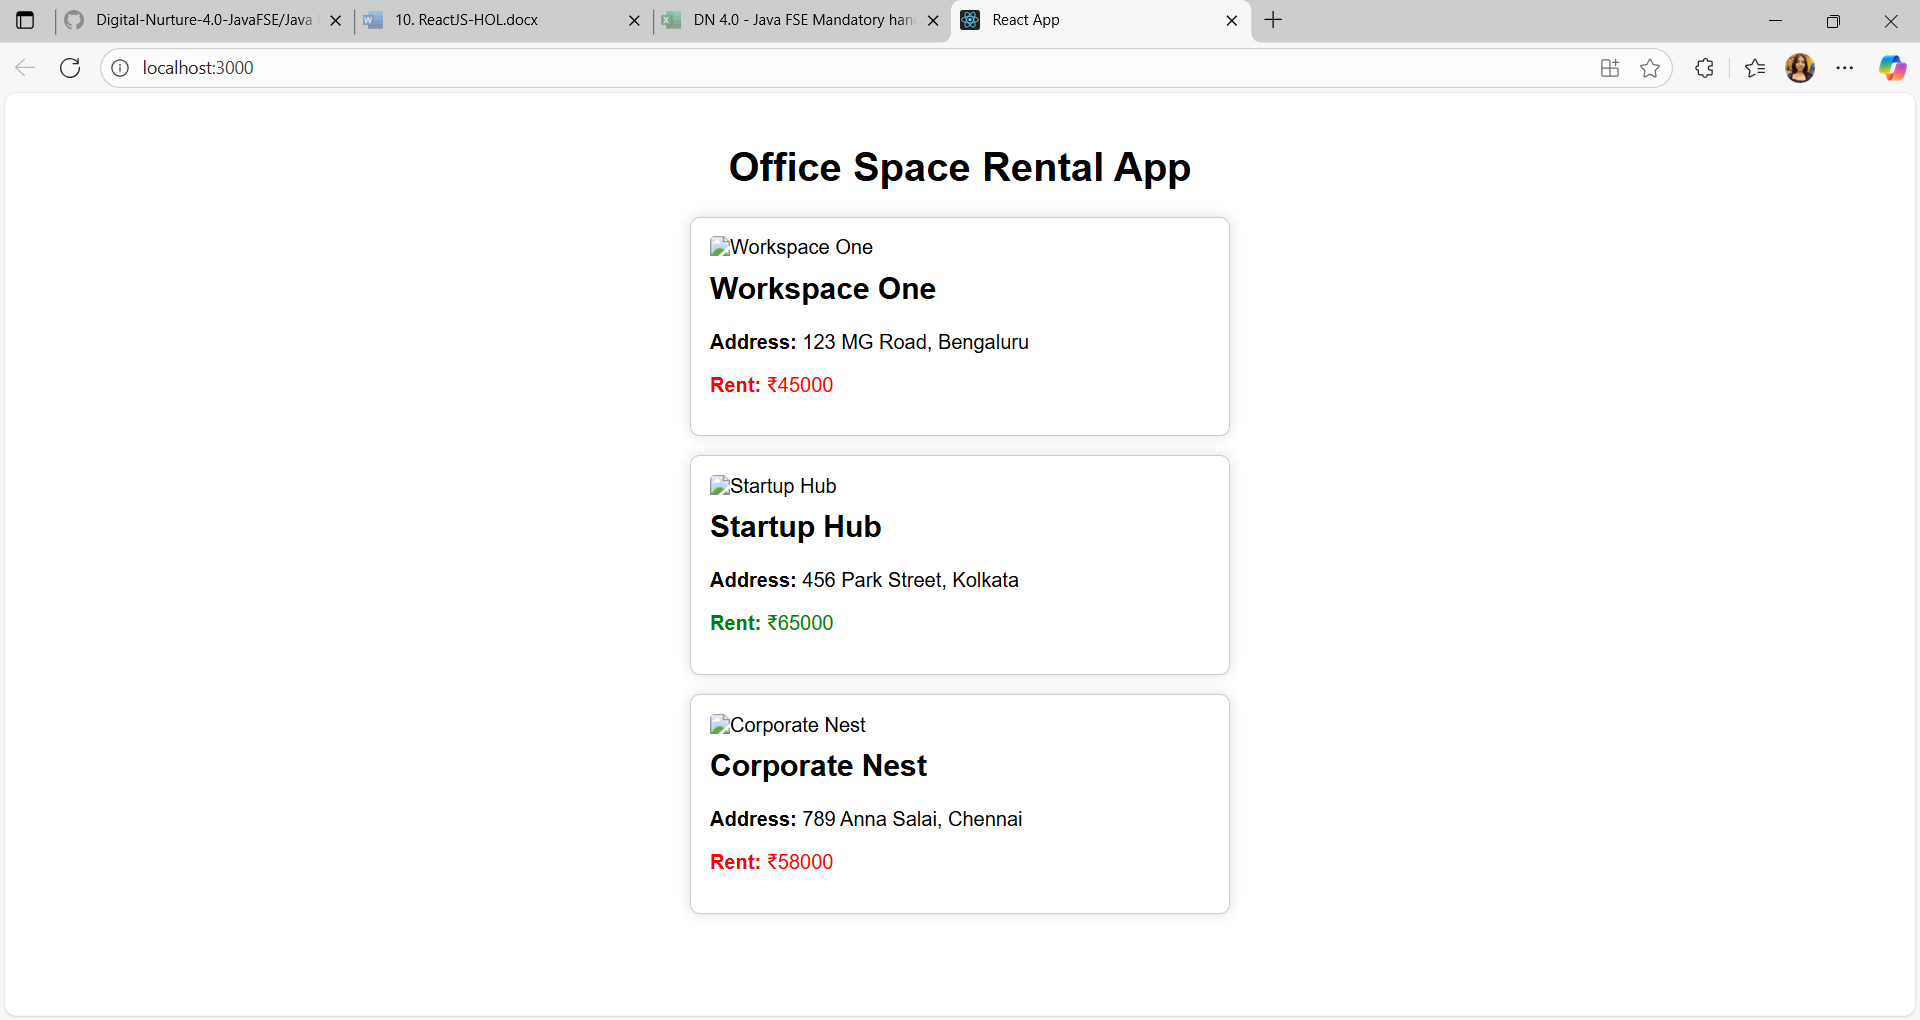 Digital-Nurture-4.0-JavaFSE/Java
10. ReactJS-HOL.docx
DN 4.0 - Java FSE Mandatory han
React App
localhost:3000
Office Space Rental App
Workspace One
Workspace One
Address: 123 MG Road, Bengaluru
Rent: ₹45000
Startup Hub
Startup Hub
Address: 456 Park Street, Kolkata
Rent: ₹65000
Corporate Nest
Corporate Nest
Address: 789 Anna Salai, Chennai
Rent: ₹58000